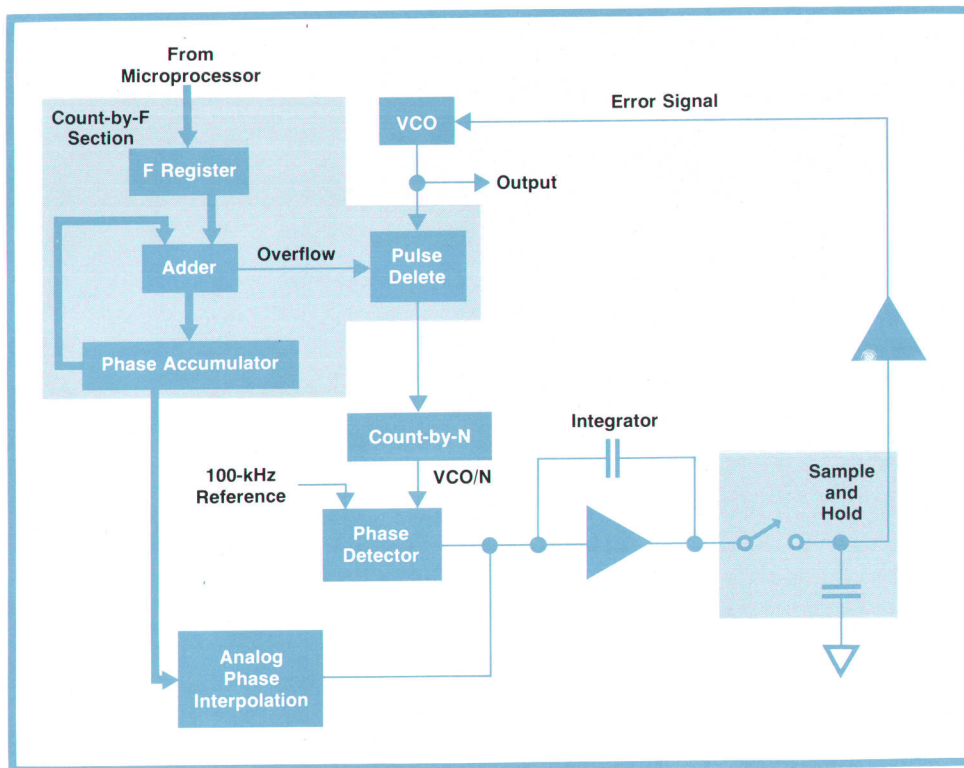 From
Microprocessor
Count-by-F
Section
F Register
Adder
Overflow
Phase Accumulator
VCO
Error Signal
Output
Pulse
Delete
Count-by-N
VCO/N
100-kHz
Reference
Phase
Detector
Integrator
Sample
and
Hold
Analog
Phase
Interpolation